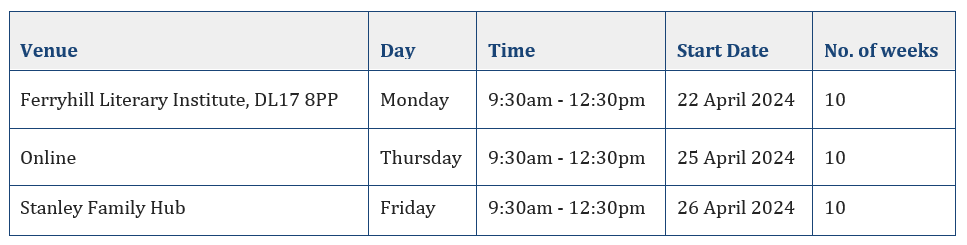 Venue Day Time Start Date No. of weeks
Ferryhill Literary Institute, DL17 8PP Monday 9:30am - 12:30pm 22 April 2024 10
Online Thursday 9:30am - 12:30pm 25 April 2024 10
Stanley Family Hub Friday 9:30am - 12:30pm 26 April 2024 10